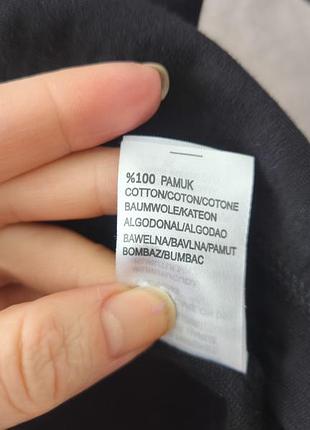 %100 PAMUK
COTTON/COTON/COTONE
BAUMWOLE/KATEON
ALGODONAL/ALGODAO
BAWELNA/BAVLNA/PAMUT
BOMBAZ/BUMBAC